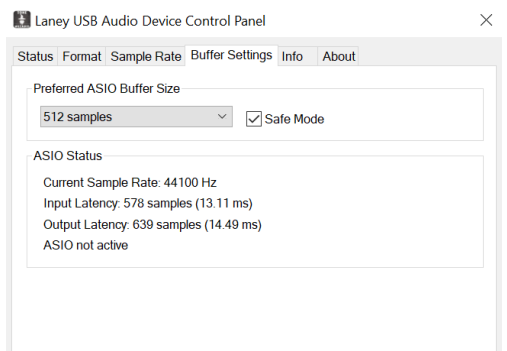 Laney USB Audio Device Control Panel
Status Format Sample Rate Buffer Settings Info About
Preferred ASIO Buffer Size
512 samples Safe Mode
ASIO Status
Current Sample Rate: 44100 Hz
Input Latency: 578 samples (13.11 ms)
Output Latency: 639 samples (14.49 ms)
ASIO not active